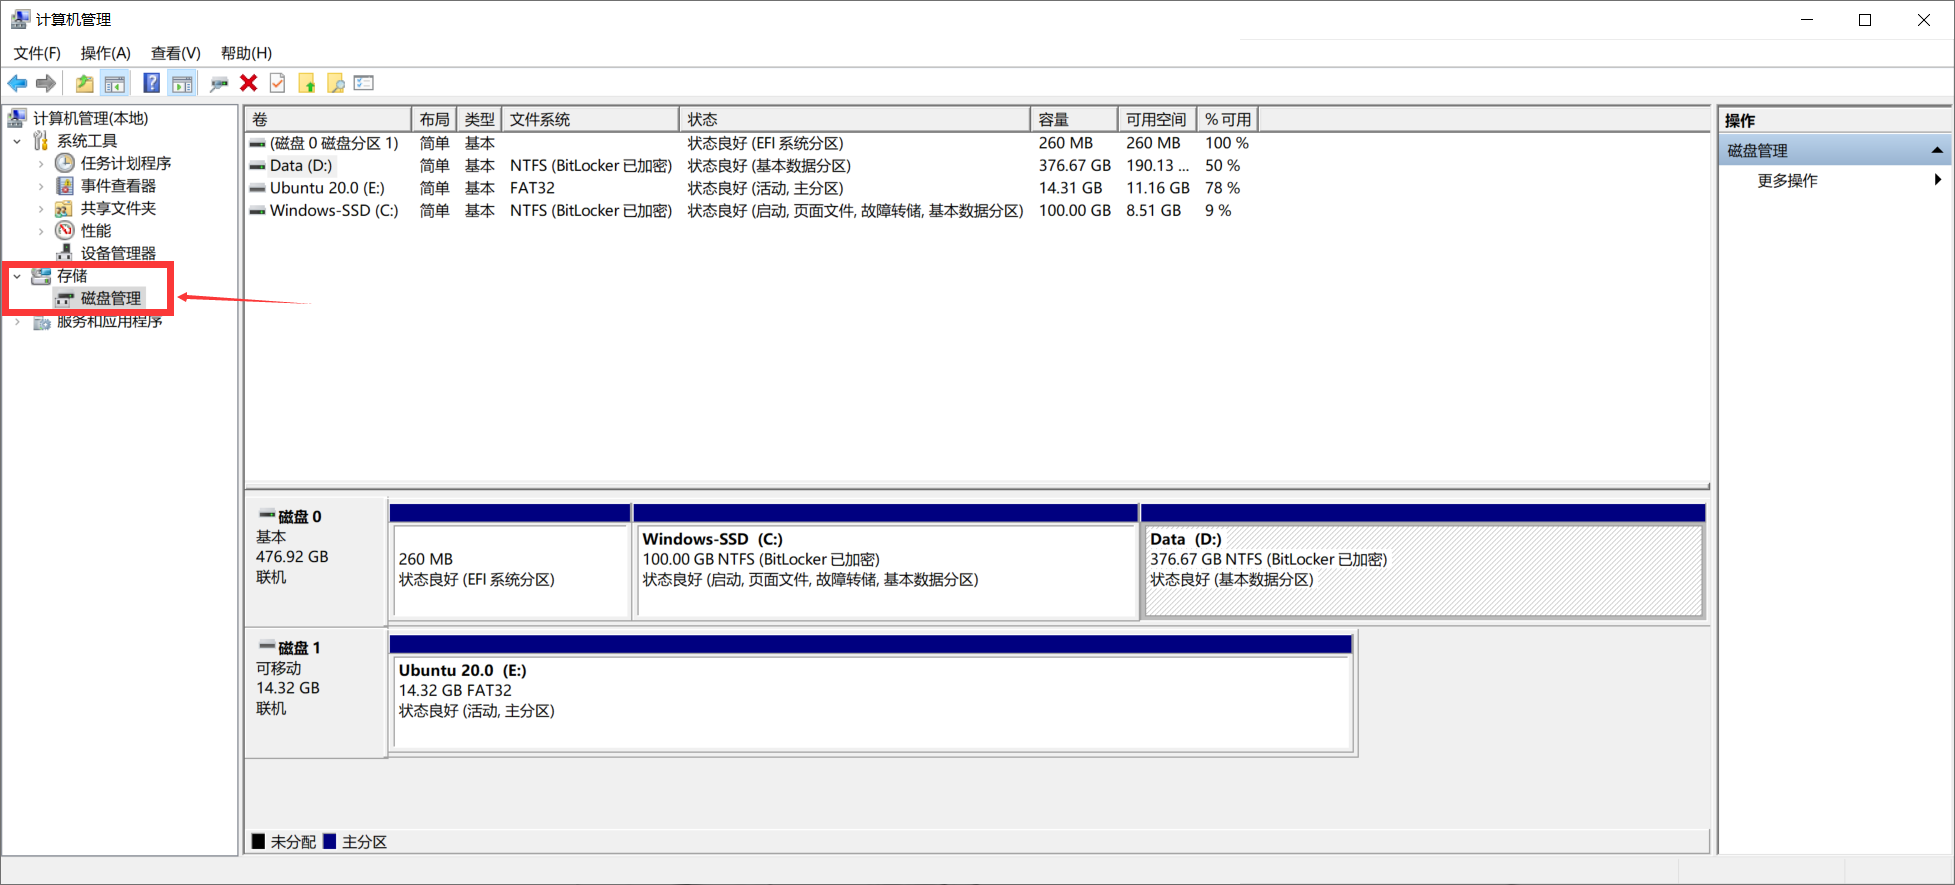 计算机管理
文件(F) 操作(A) 查看(V) 帮助(H)
计算机管理(本地)
系统工具
任务计划程序
事件查看器
共享文件夹
性能
设备管理器
存储
磁盘管理
服务和应用程序
卷 布局 类型 文件系统 状态 容量 可用空间 % 可用
(磁盘 0 磁盘分区 1) 简单 基本 状态良好 (EFI 系统分区) 260 MB 260 MB 100 %
Data (D:) 简单 基本 NTFS (BitLocker 已加密) 状态良好 (基本数据分区) 376.67 GB 190.13 ... 50 %
Ubuntu 20.0 (E:) 简单 基本 FAT32 状态良好 (活动, 主分区) 14.31 GB 11.16 GB 78 %
Windows-SSD (C:) 简单 基本 NTFS (BitLocker 已加密) 状态良好 (启动, 页面文件, 故障转储, 基本数据分区) 100.00 GB 8.51 GB 9 %
磁盘 0
基本
476.92 GB
联机
260 MB
状态良好 (EFI 系统分区)
Windows-SSD (C:)
100.00 GB NTFS (BitLocker 已加密)
状态良好 (启动, 页面文件, 故障转储, 基本数据分区)
Data (D:)
376.67 GB NTFS (BitLocker 已加密)
状态良好 (基本数据分区)
磁盘 1
可移动
14.32 GB
联机
Ubuntu 20.0 (E:)
14.32 GB FAT32
状态良好 (活动, 主分区)
未分配 主分区
操作
磁盘管理
更多操作